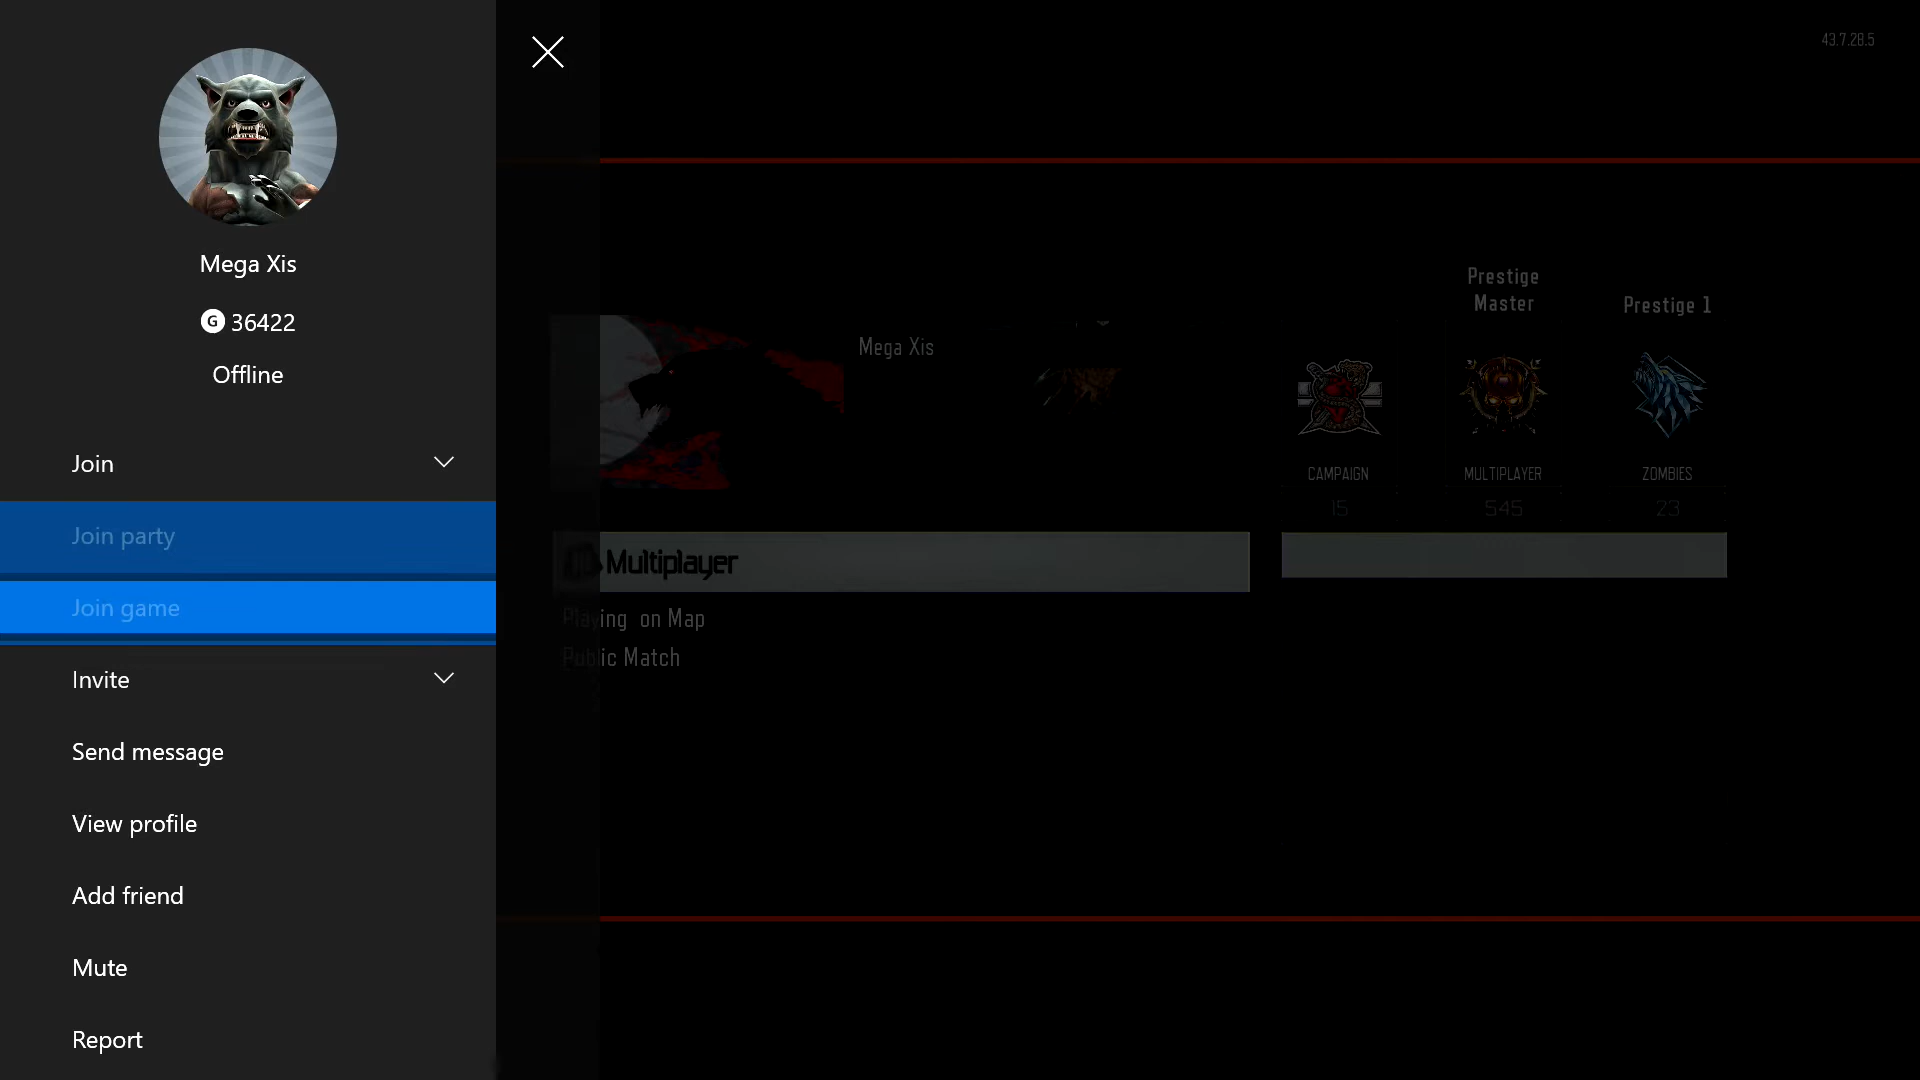 Mega Xis
G 36422
Offline
Join
Join party
Join game
Invite
Send message
View profile
Add friend
Mute
Report
43.7.28.5
Mega Xis
Prestige
Master
Prestige 1
CAMPAIGN
MULTIPLAYER
ZOMBIES
15
545
23
Multiplayer
Playing on Map
Public Match